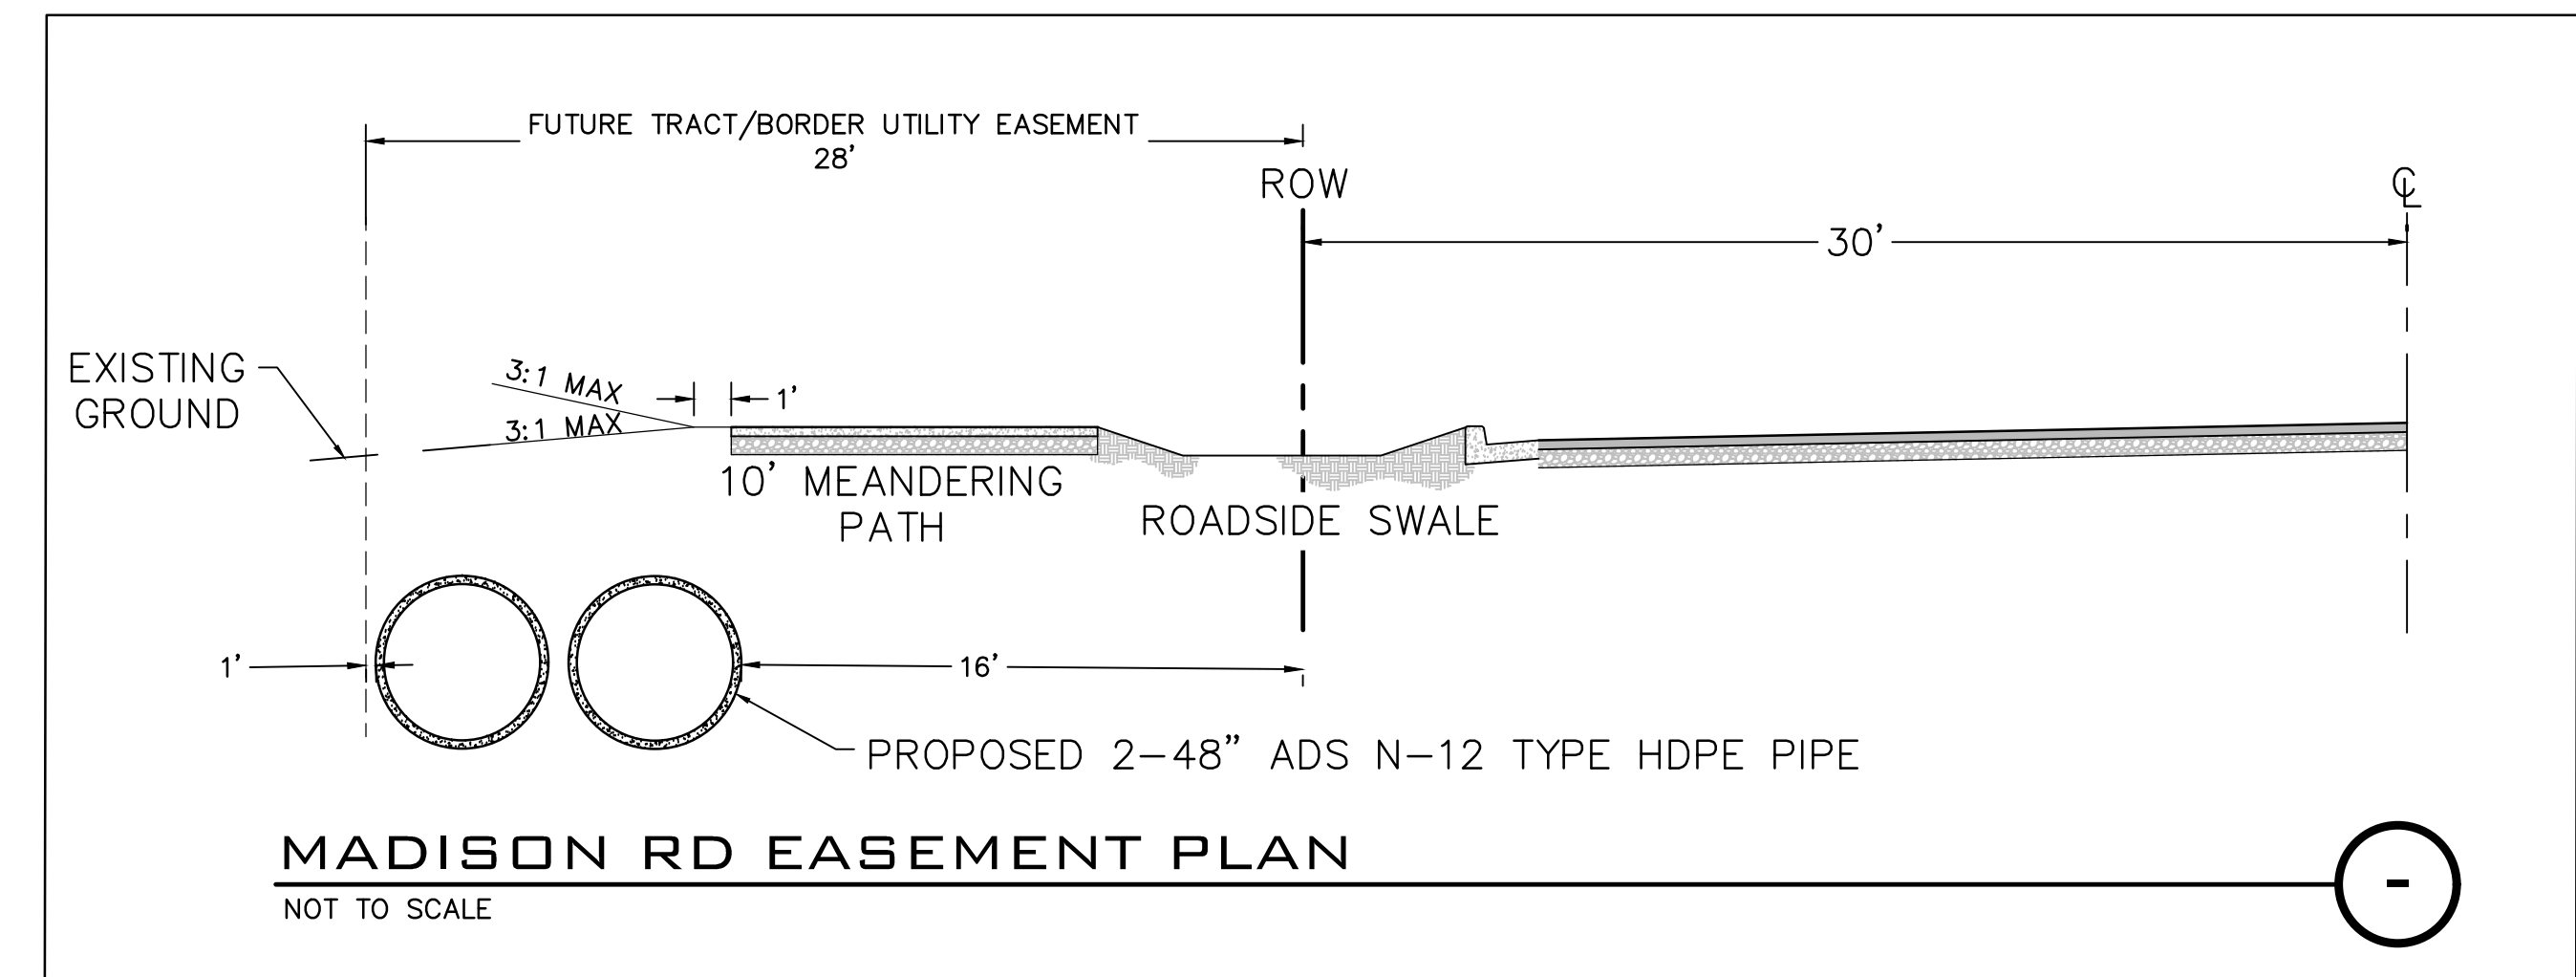 FUTURE TRACT/BORDER UTILITY EASEMENT
28'
ROW
℄
30'
EXISTING
GROUND
3:1 MAX
3:1 MAX
1'
10' MEANDERING
PATH
ROADSIDE SWALE
1'
16'
PROPOSED 2-48" ADS N-12 TYPE HDPE PIPE
MADISON RD EASEMENT PLAN
-
NOT TO SCALE